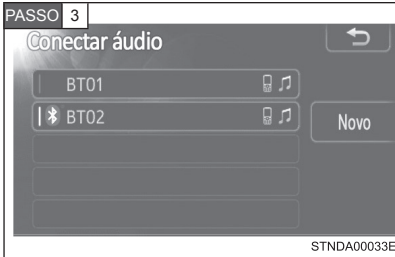 PASSO 3
Conectar áudio
BT01
BT02
Novo
STNDA00033E